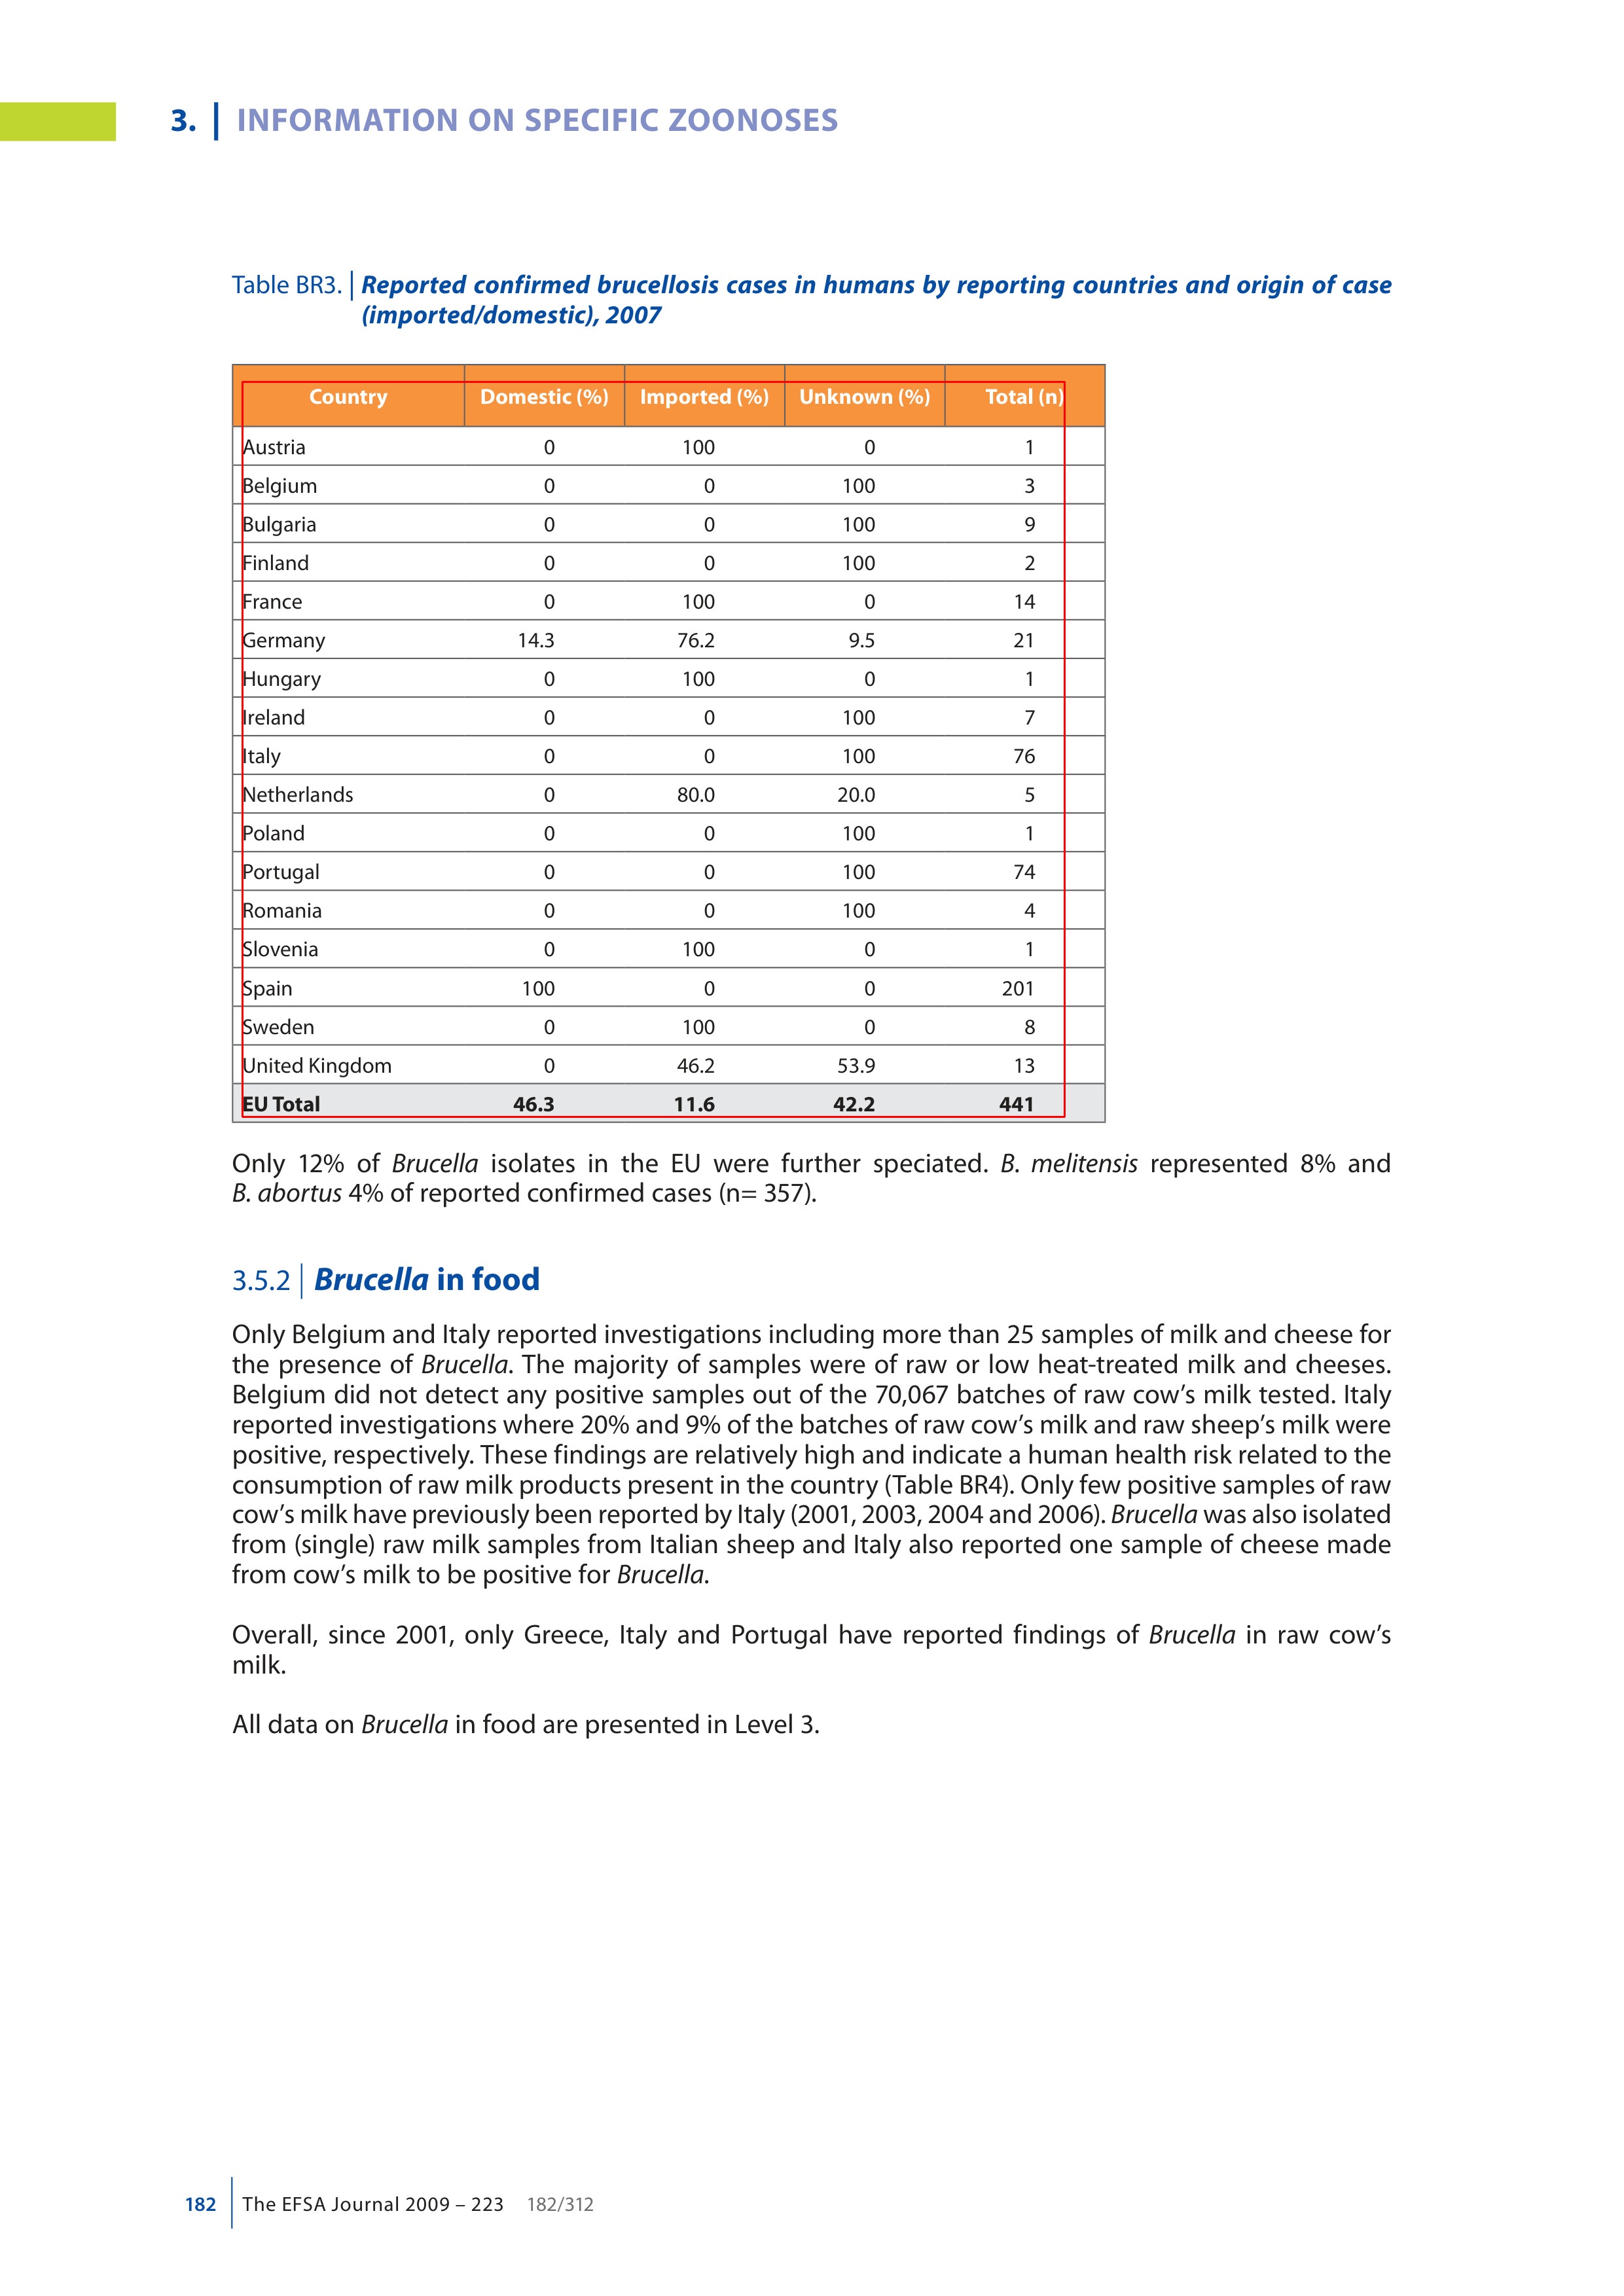 3. | INFORMATION ON SPECIFIC ZOONOSES
Table BR3. | Reported confirmed brucellosis cases in humans by reporting countries and origin of case
(imported/domestic), 2007
Country Domestic (%) Imported (%) Unknown (%) Total (n)
Austria 0 100 0 1
Belgium 0 0 100 3
Bulgaria 0 0 100 9
Finland 0 0 100 2
France 0 100 0 14
Germany 14.3 76.2 9.5 21
Hungary 0 100 0 1
Ireland 0 0 100 7
Italy 0 0 100 76
Netherlands 0 80.0 20.0 5
Poland 0 0 100 1
Portugal 0 0 100 74
Romania 0 0 100 4
Slovenia 0 100 0 1
Spain 100 0 0 201
Sweden 0 100 0 8
United Kingdom 0 46.2 53.9 13
EU Total 46.3 11.6 42.2 441
Only 12% of Brucella isolates in the EU were further speciated. B. melitensis represented 8% and
B. abortus 4% of reported confirmed cases (n= 357).
3.5.2 | Brucella in food
Only Belgium and Italy reported investigations including more than 25 samples of milk and cheese for
the presence of Brucella. The majority of samples were of raw or low heat-treated milk and cheeses.
Belgium did not detect any positive samples out of the 70,067 batches of raw cow’s milk tested. Italy
reported investigations where 20% and 9% of the batches of raw cow’s milk and raw sheep’s milk were
positive, respectively. These findings are relatively high and indicate a human health risk related to the
consumption of raw milk products present in the country (Table BR4). Only few positive samples of raw
cow’s milk have previously been reported by Italy (2001, 2003, 2004 and 2006). Brucella was also isolated
from (single) raw milk samples from Italian sheep and Italy also reported one sample of cheese made
from cow’s milk to be positive for Brucella.
Overall, since 2001, only Greece, Italy and Portugal have reported findings of Brucella in raw cow’s
milk.
All data on Brucella in food are presented in Level 3.
182 | The EFSA Journal 2009 – 223 182/312